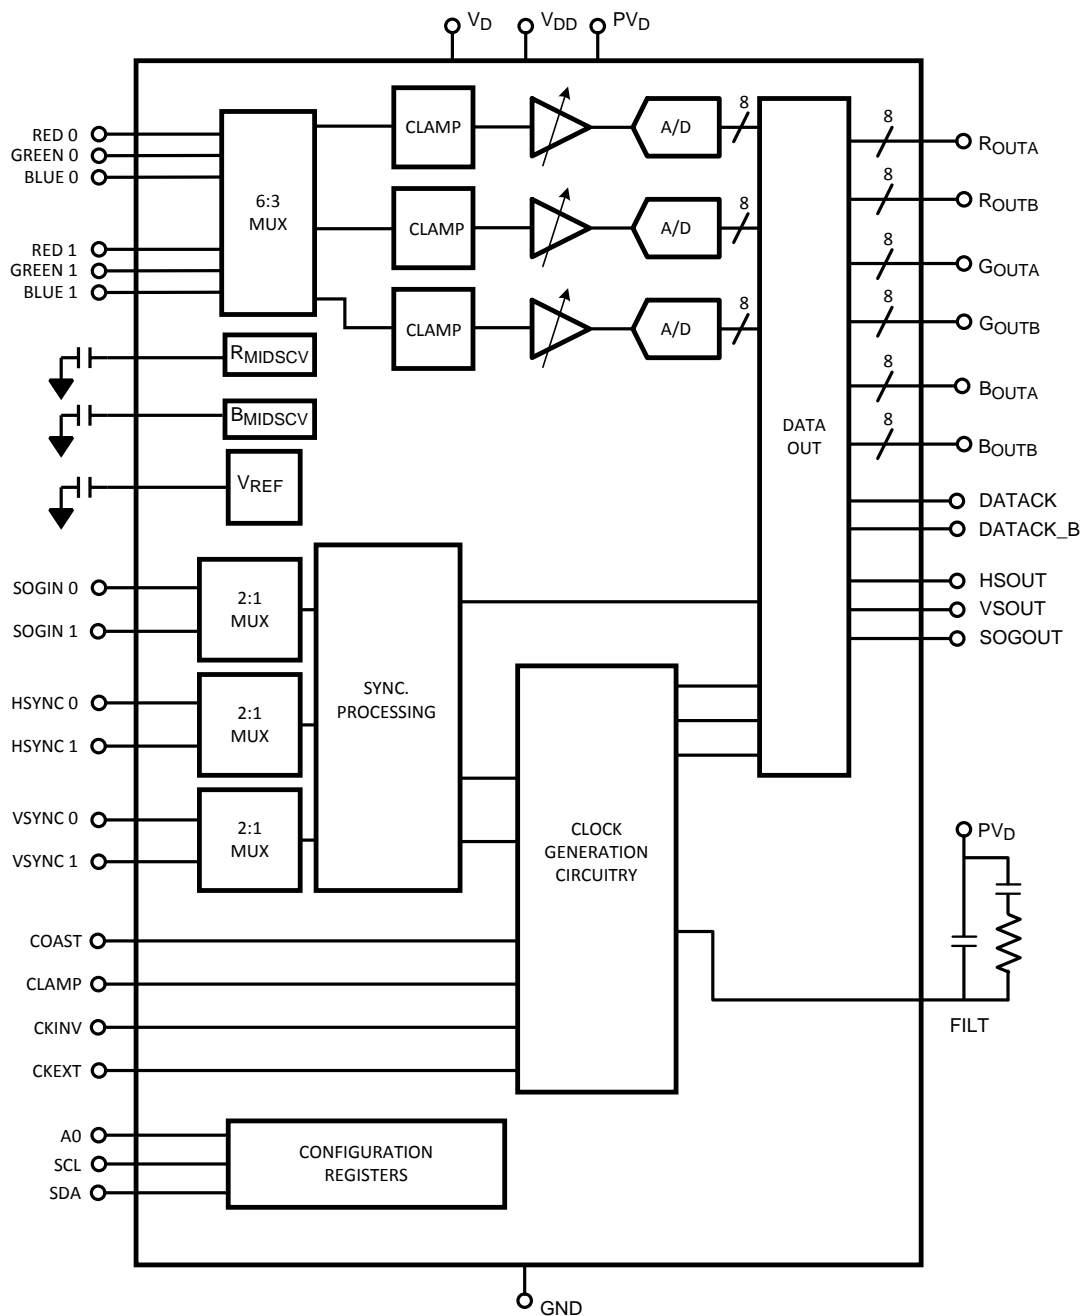 VD
VDD
PVD
RED 0
GREEN 0
BLUE 0
RED 1
GREEN 1
BLUE 1
6:3
MUX
CLAMP
A/D
8
CLAMP
A/D
8
CLAMP
A/D
8
RMIDSCV
BMIDSCV
VREF
DATA
OUT
8
ROUTA
8
ROUTB
8
GOUTA
8
GOUTB
8
BOUTA
8
BOUTB
DATACK
DATACK_B
HSOUT
VSOUT
SOGOUT
SOGIN 0
SOGIN 1
2:1
MUX
HSYNC 0
HSYNC 1
2:1
MUX
VSYNC 0
VSYNC 1
2:1
MUX
SYNC.
PROCESSING
CLOCK
GENERATION
CIRCUITRY
PVD
FILT
COAST
CLAMP
CKINV
CKEXT
A0
SCL
SDA
CONFIGURATION
REGISTERS
GND